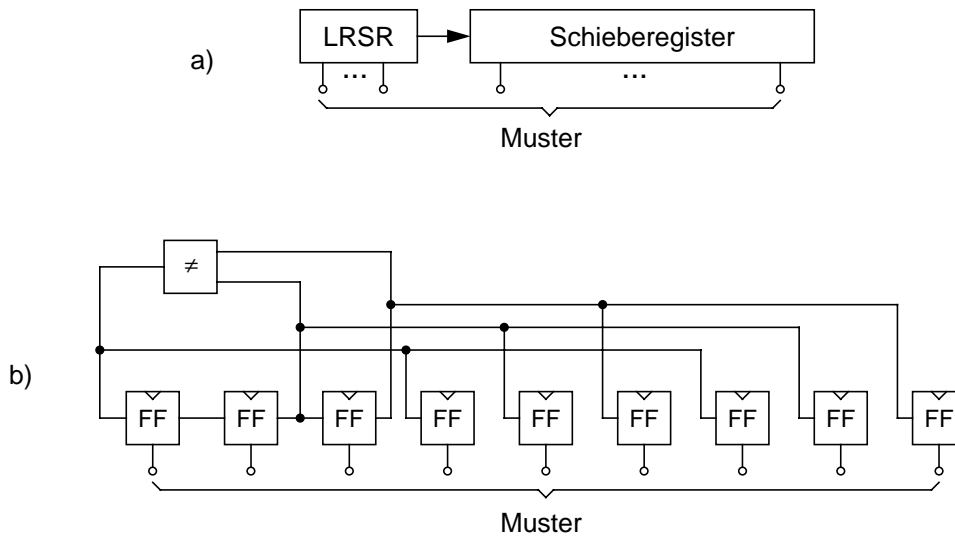 LRSR Schieberegister
a)
... ...
Muster
≠
b)
FF FF FF FF FF FF FF FF FF
Muster